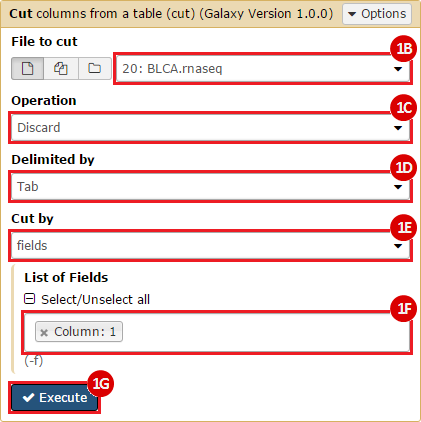 Cut columns from a table (cut) (Galaxy Version 1.0.0) Options
File to cut
1B
20: BLCA.rnaseq
Operation
1C
Discard
Delimited by
1D
Tab
Cut by
1E
fields
List of Fields
Select/Unselect all
1F
Column: 1
(-f)
1G
Execute